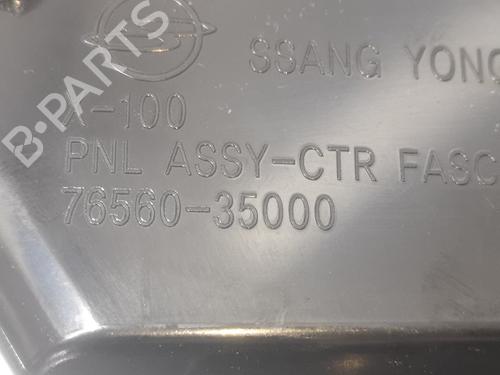 B-PARTS
SSANG YONG
X-100
PNL ASSY-CTR FASC
76560-35000